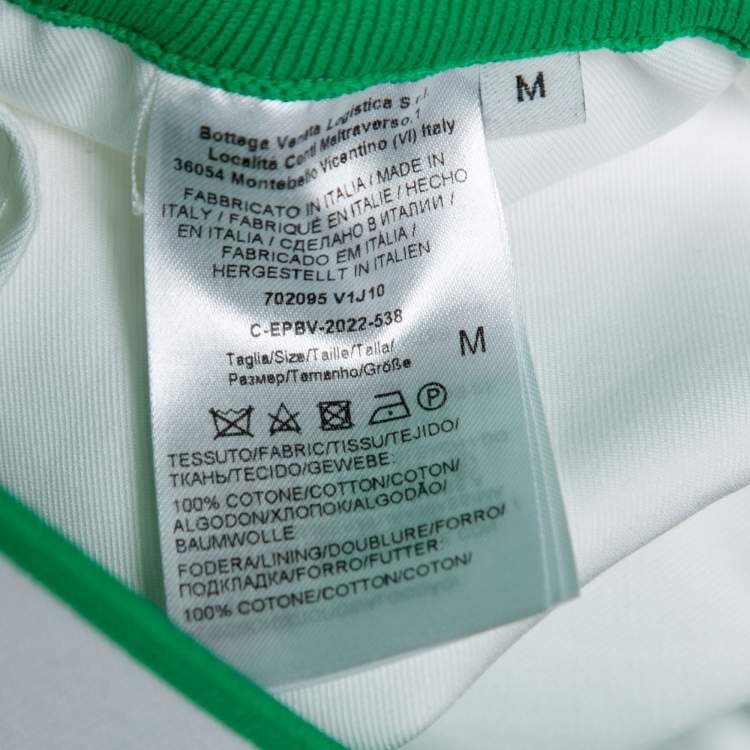 M
Bottega Veneta Logistica S.r.l.
Località Conti Maltraverso,1
36054 Montebello Vicentino (VI) Italy
FABBRICATO IN ITALIA / MADE IN
ITALY / FABRIQUÉ EN ITALIE / HECHO
EN ITALIA / СДЕЛАНО В ИТАЛИИ /
FABRICADO EM ITÁLIA /
HERGESTELLT IN ITALIEN
702095 V1J10
C-EPBV-2022-538
Taglia/Size/Taille/Talla/
Размер/Tamanho/Größe
M
P
TESSUTO/FABRIC/TISSU/TEJIDO/
ТКАНЬ/TECIDO/GEWEBE:
100% COTONE/COTTON/COTON/
ALGODON/ХЛОПОК/ALGODÃO/
BAUMWOLLE
FODERA/LINING/DOUBLURE/FORRO/
ПОДКЛАДКА/FORRO/FUTTER:
100% COTONE/COTTON/COTON/